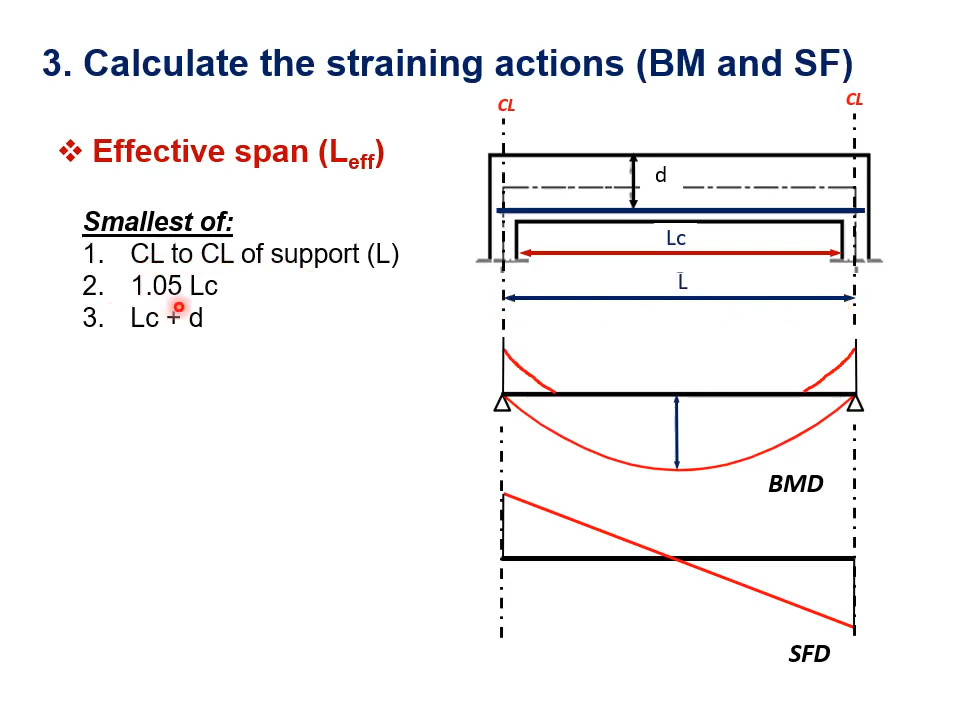 3. Calculate the straining actions (BM and SF)
❖ Effective span (Leff)
Smallest of:
1. CL to CL of support (L)
2. 1.05 Lc
3. Lc + d
CL
CL
d
Lc
L
BMD
SFD